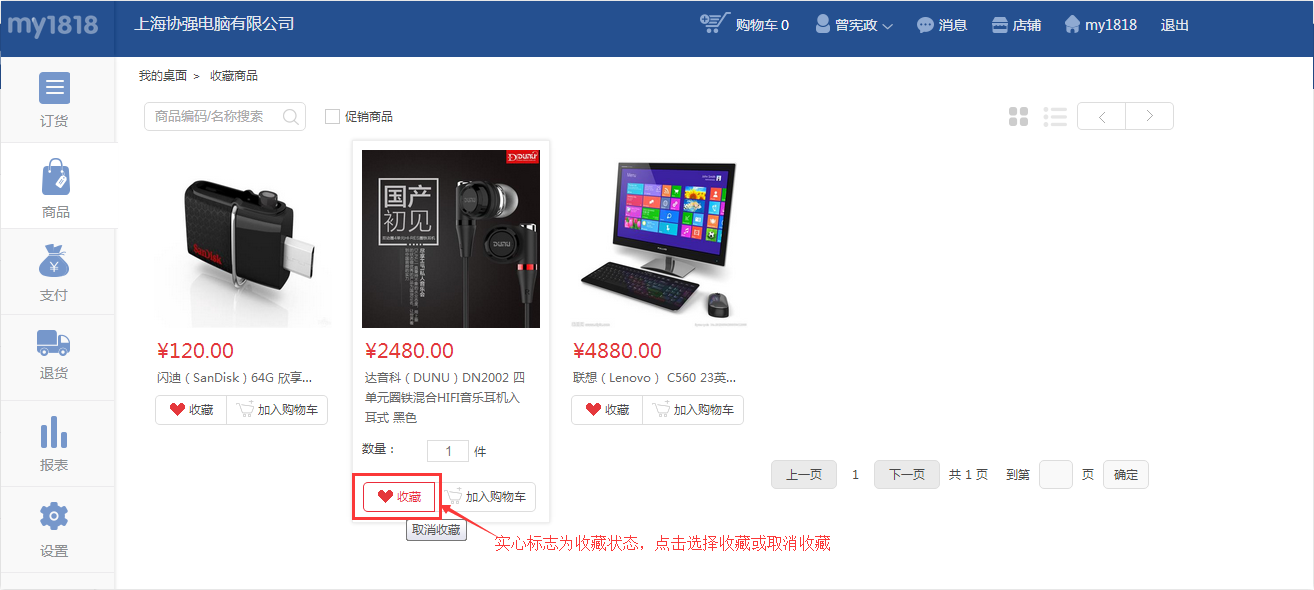 my1818
上海协强电脑有限公司
购物车 0
曾宪政
消息
店铺
my1818
退出
订货
商品
支付
退货
报表
设置
我的桌面 > 收藏商品
商品编码/名称搜索
促销商品
SanDisk
DUNU
国产
初见
DUNU
¥120.00
闪迪（SanDisk）64G 欣享...
收藏
加入购物车
¥2480.00
达音科（DUNU）DN2002 四
单元圈铁混合HIFI音乐耳机入
耳式 黑色
数量：
1
件
收藏
加入购物车
取消收藏
¥4880.00
联想（Lenovo） C560 23英...
收藏
加入购物车
上一页
1
下一页
共 1 页
到第
页
确定
实心标志为收藏状态，点击选择收藏或取消收藏